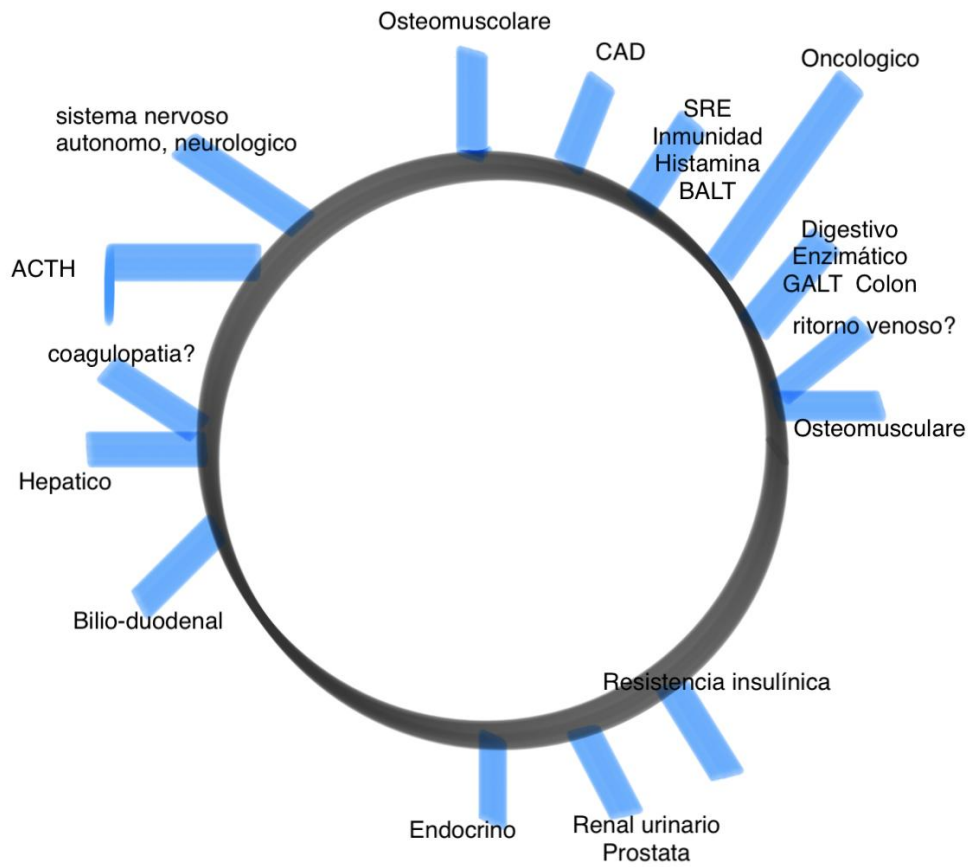 Osteomuscolare
CAD
Oncologico
SRE
Inmunidad
Histamina
BALT
sistema nervoso
autonomo, neurologico
Digestivo
Enzimático
GALT  Colon
ACTH
ritorno venoso?
coagulopatia?
Osteomusculare
Hepatico
Bilio-duodenal
Resistencia insulínica
Endocrino
Renal urinario
Prostata